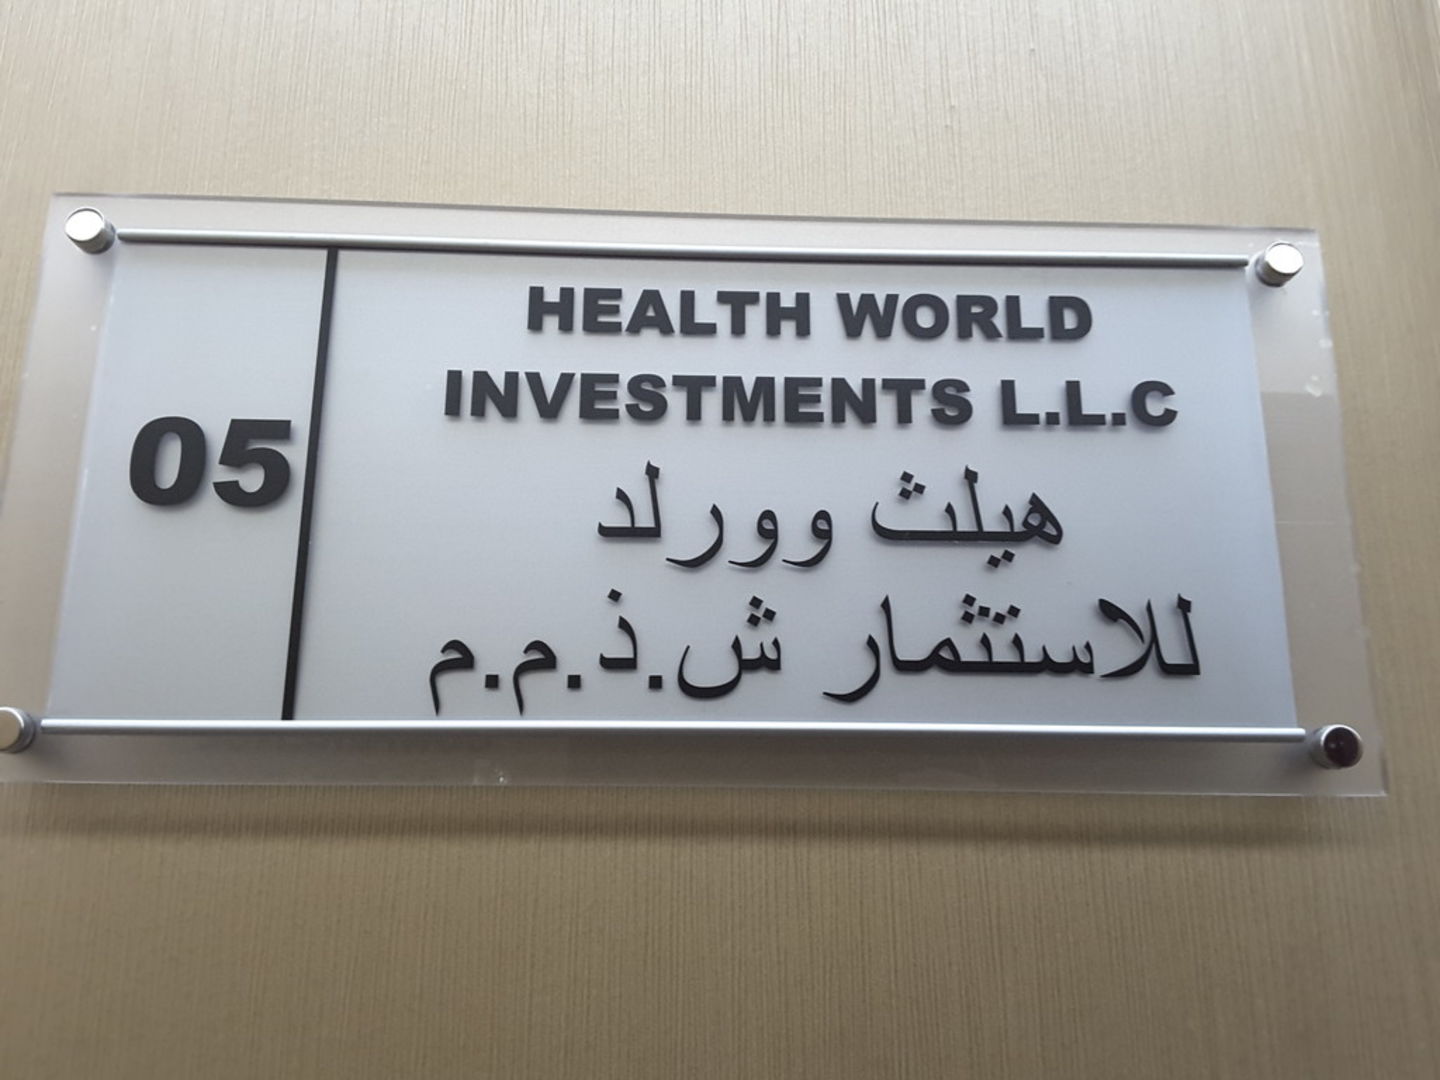 05
HEALTH WORLD
INVESTMENTS L.L.C
هيلث وورلد
للاستثمار ش.ذ.م.م